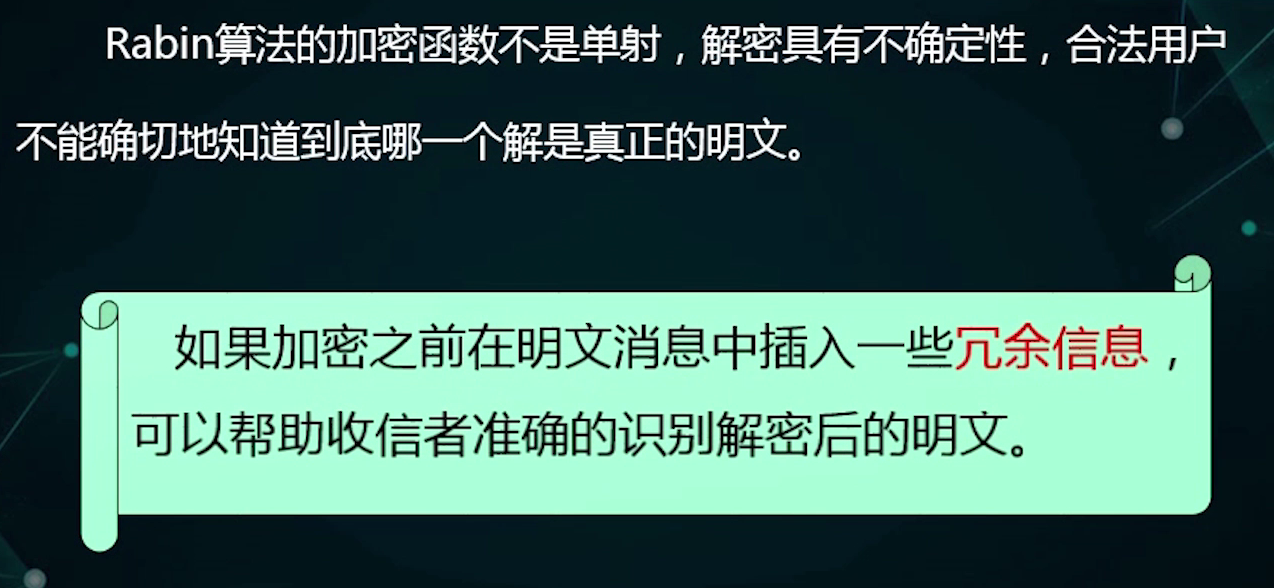 Rabin算法的加密函数不是单射，解密具有不确定性，合法用户
不能确切地知道到底哪一个解是真正的明文。
如果加密之前在明文消息中插入一些冗余信息，
可以帮助收信者准确的识别解密后的明文。